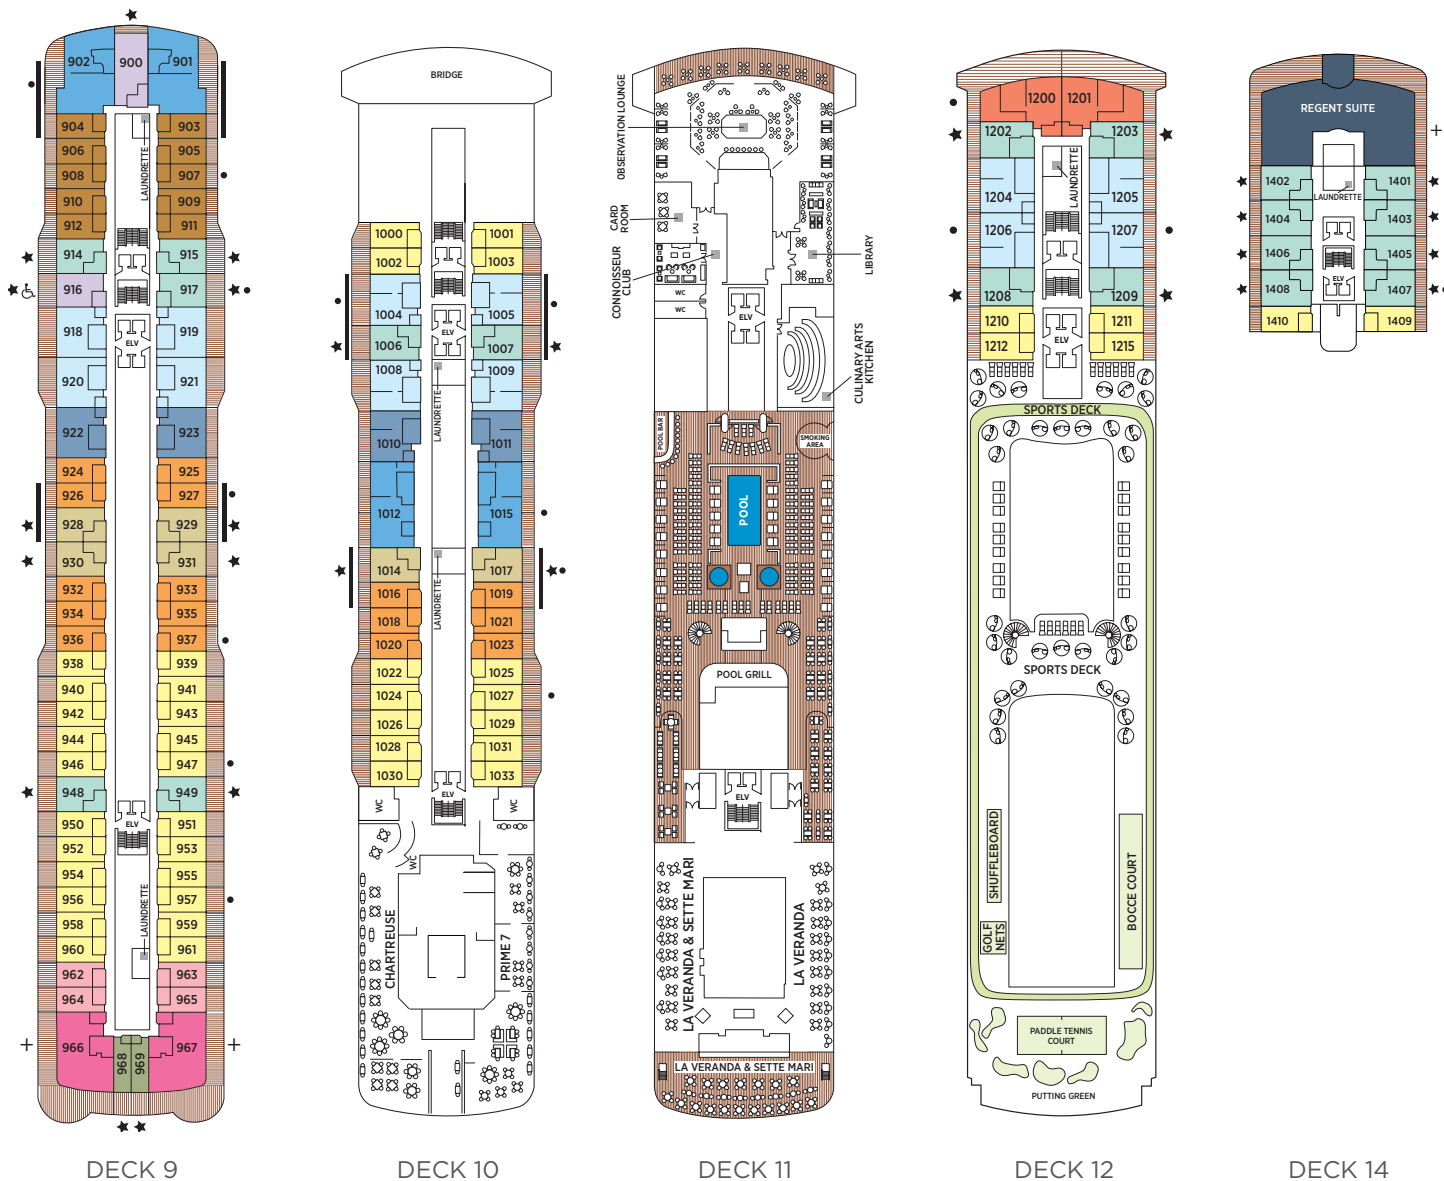 902
900
901
904
903
906
905
908
907
910
909
912
911
LAUNDRETTE
914
915
916
917
918
919
ELV
920
921
922
923
924
925
926
927
928
929
930
931
932
933
934
935
936
937
938
939
940
941
942
943
944
945
946
947
948
949
ELV
950
951
952
953
954
955
956
957
958
959
960
961
LAUNDRETTE
962
963
964
965
966
967
968
969
DECK 9
BRIDGE
1000
1001
1002
1003
1004
1005
1006
1007
ELV
1008
1009
LAUNDRETTE
1010
1011
1012
1015
1014
1017
LAUNDRETTE
1016
1019
1018
1021
1020
1023
1022
1025
1024
1027
1026
1029
1028
1031
1030
1033
ELV
WC
WC
WC
CHARTREUSE
PRIME 7
DECK 10
OBSERVATION LOUNGE
CARD
ROOM
CONNOISSEUR
CLUB
LIBRARY
WC
WC
ELV
CULINARY ARTS
KITCHEN
POOL BAR
SMOKING
AREA
POOL
POOL GRILL
ELV
LA VERANDA & SETTE MARI
LA VERANDA
LA VERANDA & SETTE MARI
DECK 11
1200
1201
1202
1203
LAUNDRETTE
1204
1205
1206
1207
1208
1209
1210
1211
1212
1215
ELV
SPORTS DECK
SPORTS DECK
SHUFFLEBOARD
GOLF
NETS
BOCCE COURT
PADDLE TENNIS
COURT
PUTTING GREEN
DECK 12
REGENT SUITE
1402
1401
LAUNDRETTE
1404
1403
1406
1405
ELV
1408
1407
1410
1409
DECK 14